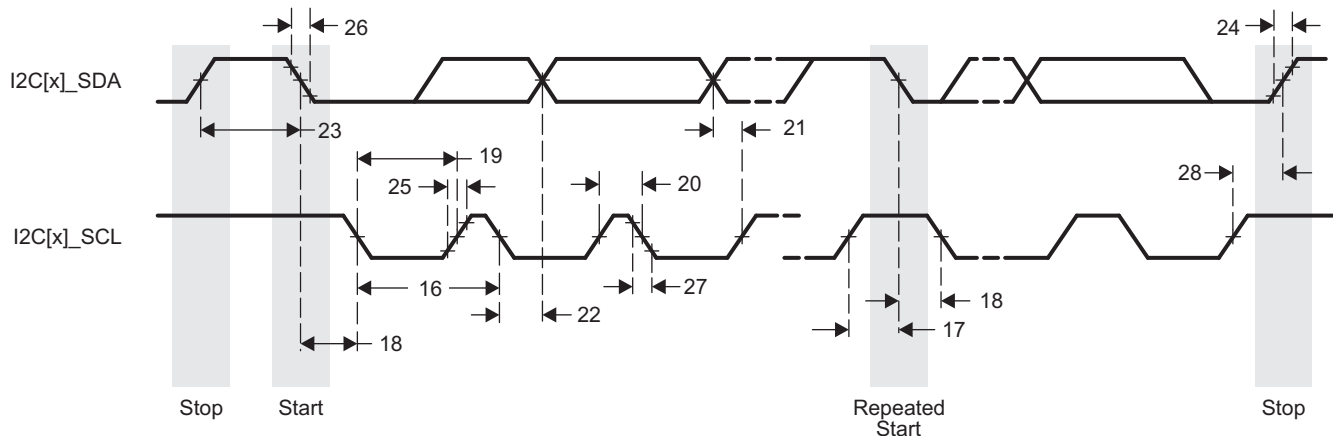 26
24
I2C[x]_SDA
23
21
19
25
20
28
I2C[x]_SCL
16
27
22
18
17
18
Stop
Start
Repeated
Start
Stop